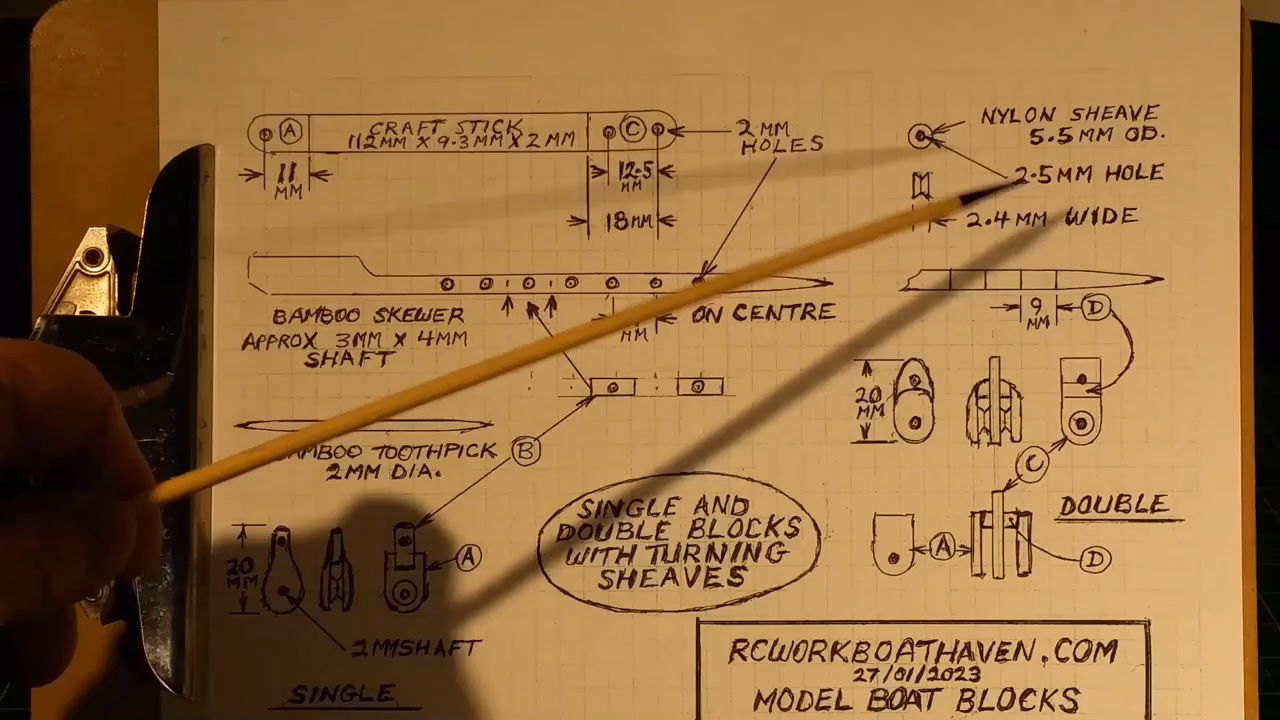 A
CRAFT STICK
112MM X 9.3MM X 2MM
C
11
MM
12.5
MM
18MM
2 MM
HOLES
NYLON SHEAVE
5.5MM OD.
2.5MM HOLE
2.4MM WIDE
BAMBOO SKEWER
APPROX 3MM X 4MM
SHAFT
MM
ON CENTRE
9
MM
D
20
MM
BAMBOO TOOTHPICK
2MM DIA.
B
C
SINGLE AND
DOUBLE BLOCKS
WITH TURNING
SHEAVES
DOUBLE
A
D
20
MM
A
2MMSHAFT
SINGLE
RCWORKBOATHAVEN.COM
27/01/2023
MODEL BOAT BLOCKS